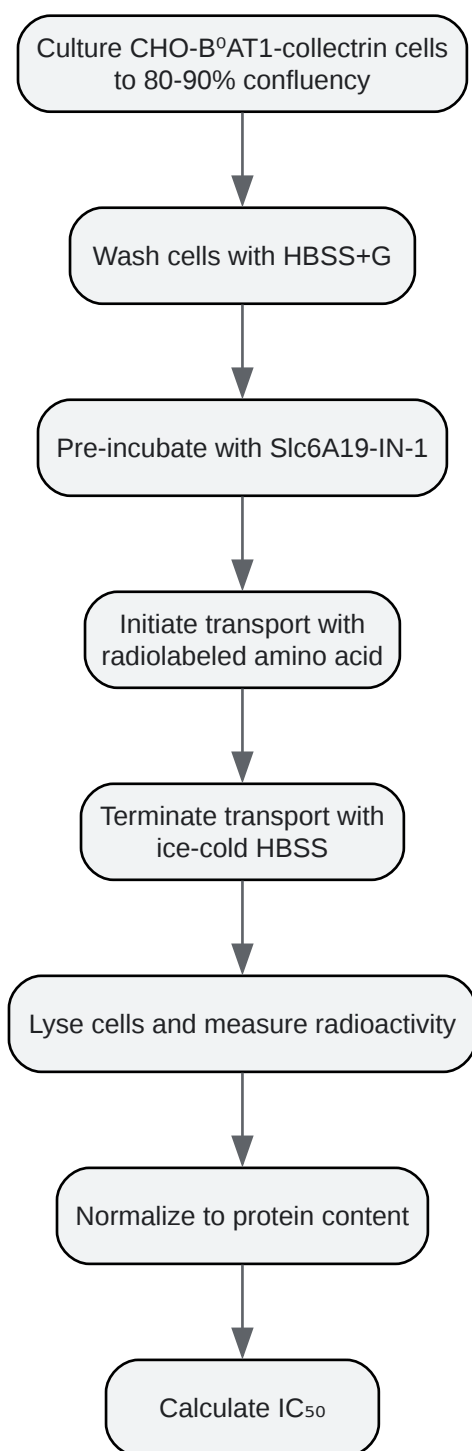 Culture CHO-B⁰AT1-collectrin cells
to 80-90% confluency
Wash cells with HBSS+G
Pre-incubate with Slc6A19-IN-1
Initiate transport with
radiolabeled amino acid
Terminate transport with
ice-cold HBSS
Lyse cells and measure radioactivity
Normalize to protein content
Calculate IC₅₀